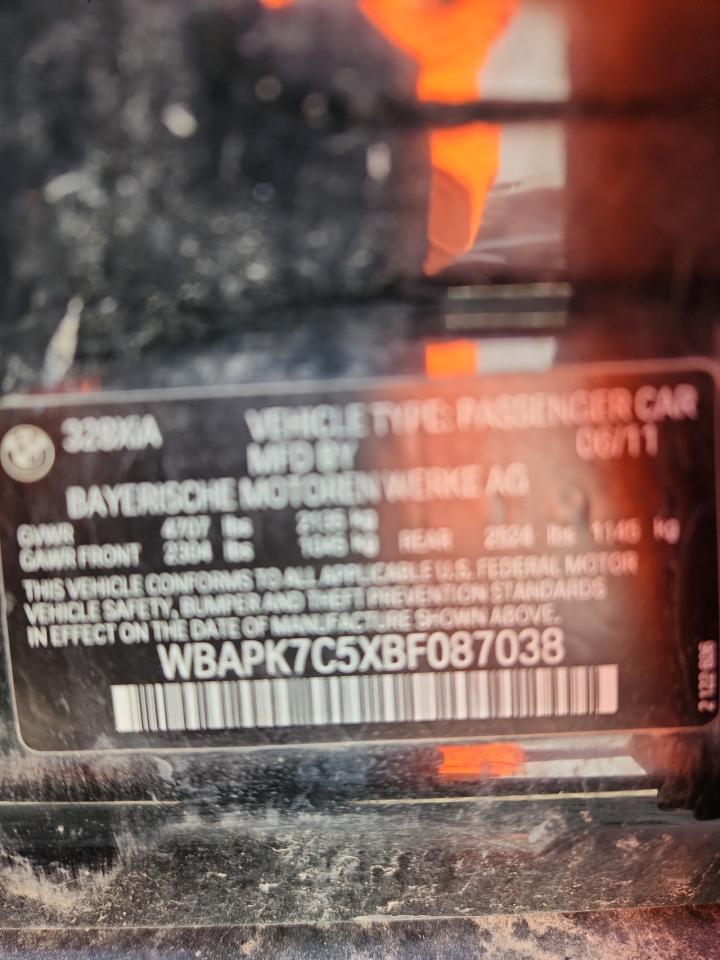 328XIA VEHICLE TYPE: PASSENGER CAR
MFD BY 06/11
BAYERISCHE MOTOREN WERKE AG
GVWR 4707 lbs 2135 kg
GAWR FRONT 2304 lbs 1045 kg REAR 2524 lbs 1145 kg
THIS VEHICLE CONFORMS TO ALL APPLICABLE U.S. FEDERAL MOTOR
VEHICLE SAFETY, BUMPER AND THEFT PREVENTION STANDARDS
IN EFFECT ON THE DATE OF MANUFACTURE SHOWN ABOVE.
WBAPK7C5XBF087038